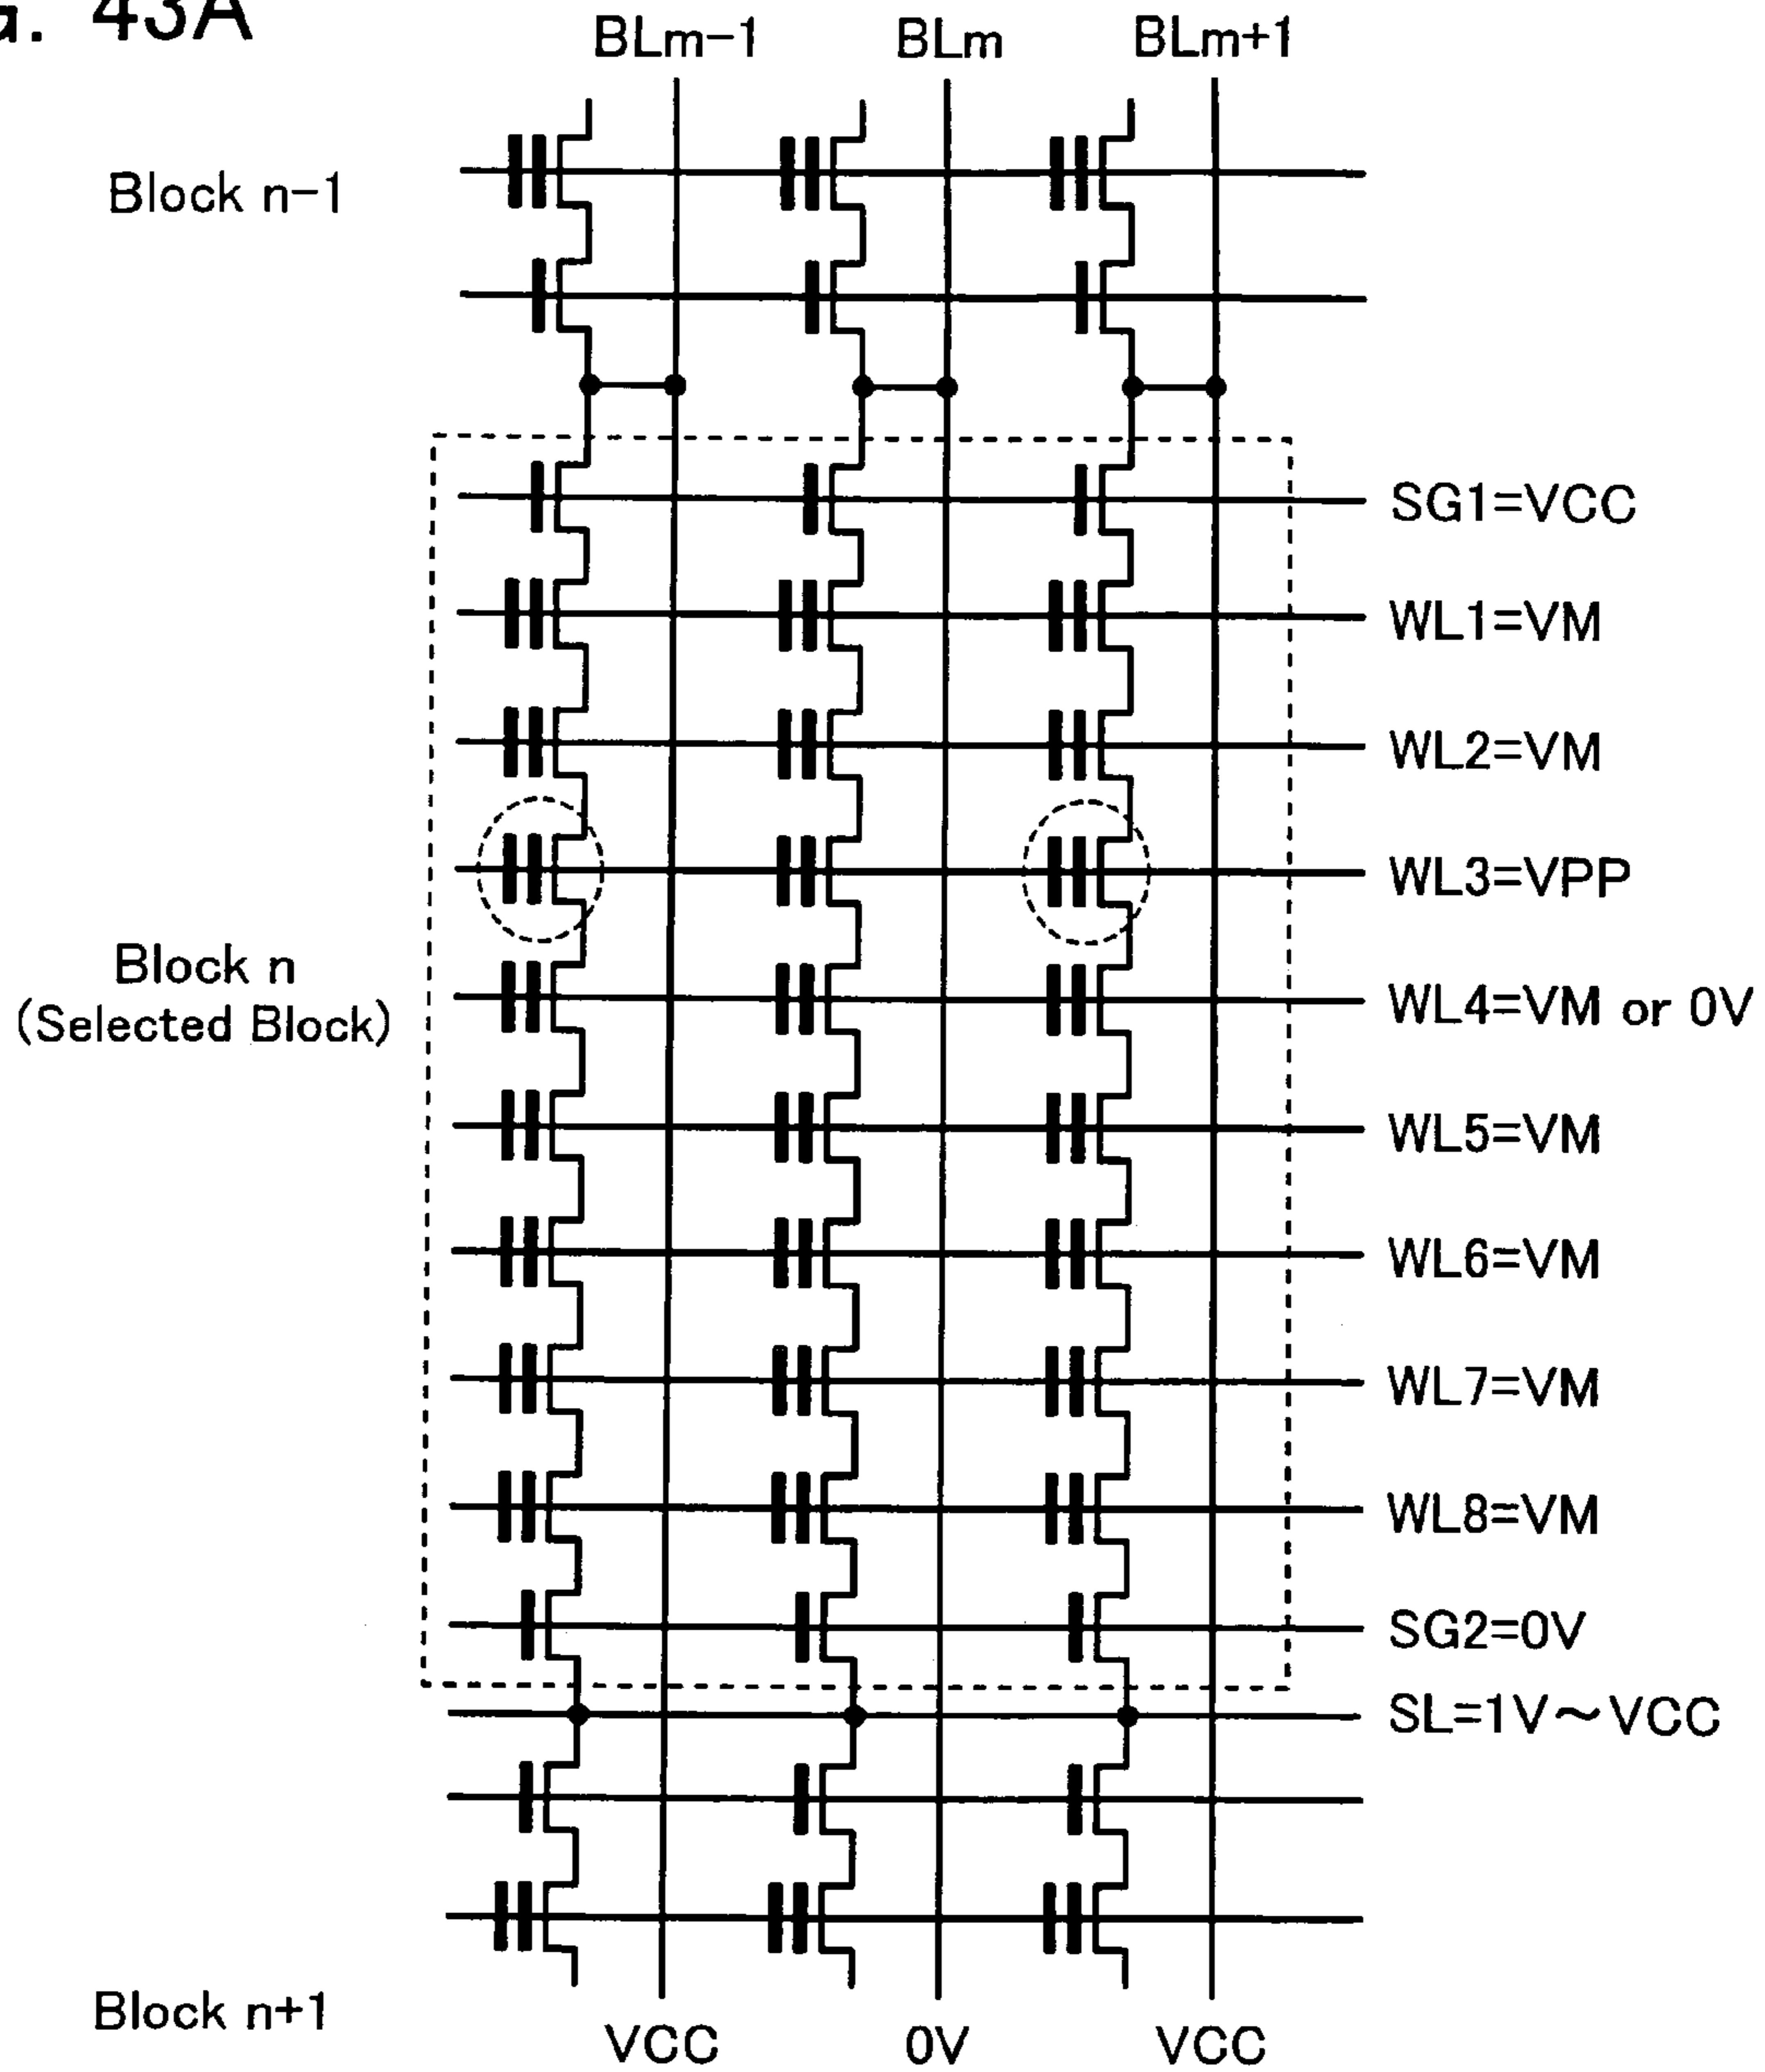 43A
BLm-1 BLm BLm+1
Block n-1
SG1=VCC
WL1=VM
WL2=VM
WL3=VPP
Block n
(Selected Block)
WL4=VM or 0V
WL5=VM
WL6=VM
WL7=VM
WL8=VM
SG2=0V
SL=1V～VCC
Block n+1
VCC 0V VCC